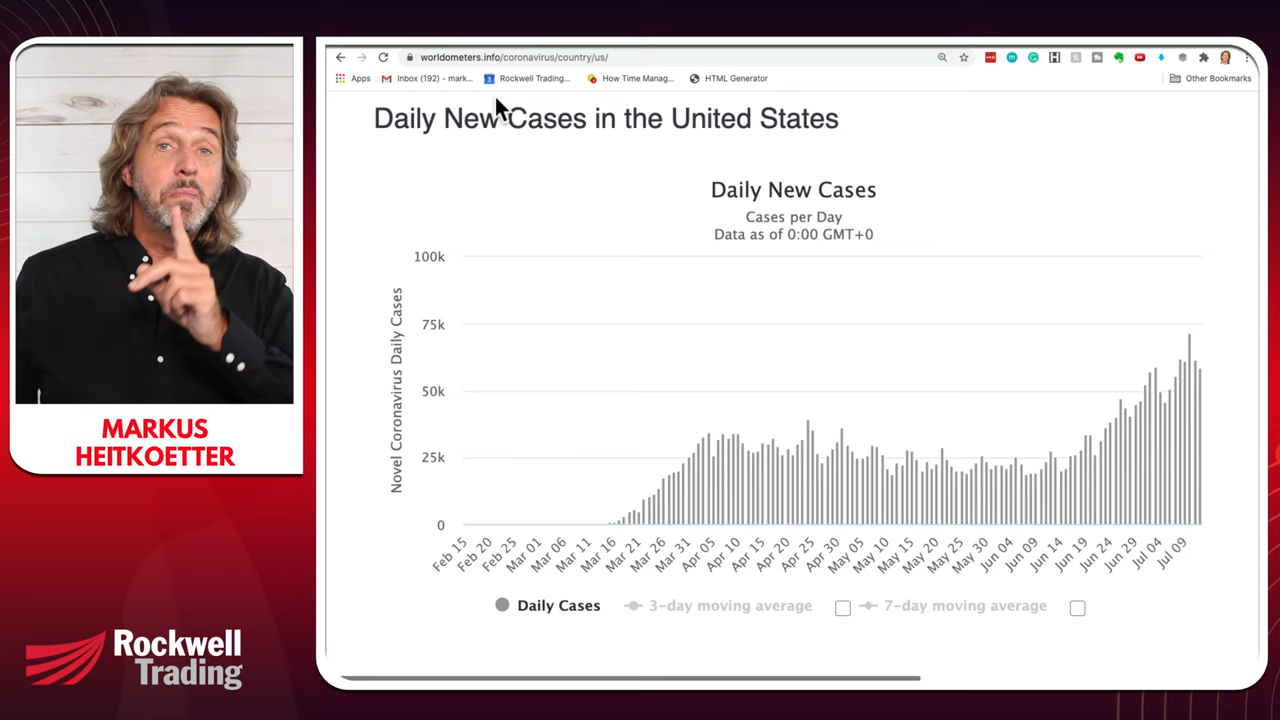 MARKUS
HEITKOETTER
Rockwell
Trading
worldometers.info/coronavirus/country/us/
Apps
Inbox (192) - mark...
Rockwell Trading...
How Time Manag...
HTML Generator
Other Bookmarks
Daily New Cases in the United States
Daily New Cases
Cases per Day
Data as of 0:00 GMT+0
Novel Coronavirus Daily Cases
100k
75k
50k
25k
0
Feb 15
Feb 20
Feb 25
Mar 01
Mar 06
Mar 11
Mar 16
Mar 21
Mar 26
Mar 31
Apr 05
Apr 10
Apr 15
Apr 20
Apr 25
Apr 30
May 05
May 10
May 15
May 20
May 25
May 30
Jun 04
Jun 09
Jun 14
Jun 19
Jun 24
Jun 29
Jul 04
Jul 09
Daily Cases
3-day moving average
7-day moving average